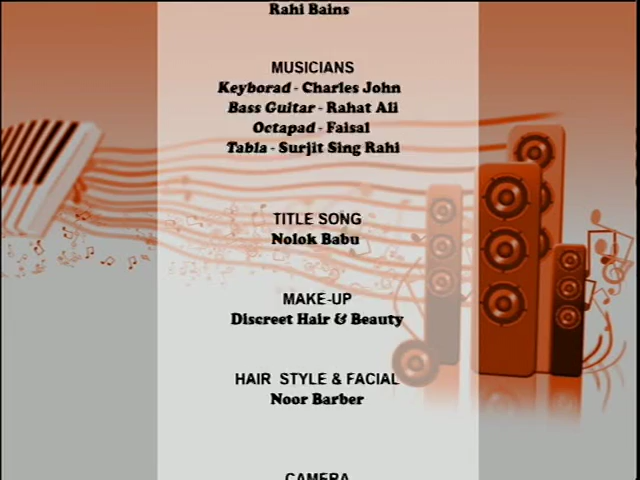 Rahi Bains
MUSICIANS
Keyborad - Charles John
Bass Guitar - Rahat Ali
Octapad - Faisal
Tabla - Surjit Sing Rahi
TITLE SONG
Nolok Babu
MAKE-UP
Discreet Hair & Beauty
HAIR STYLE & FACIAL
Noor Barber
CAMERA